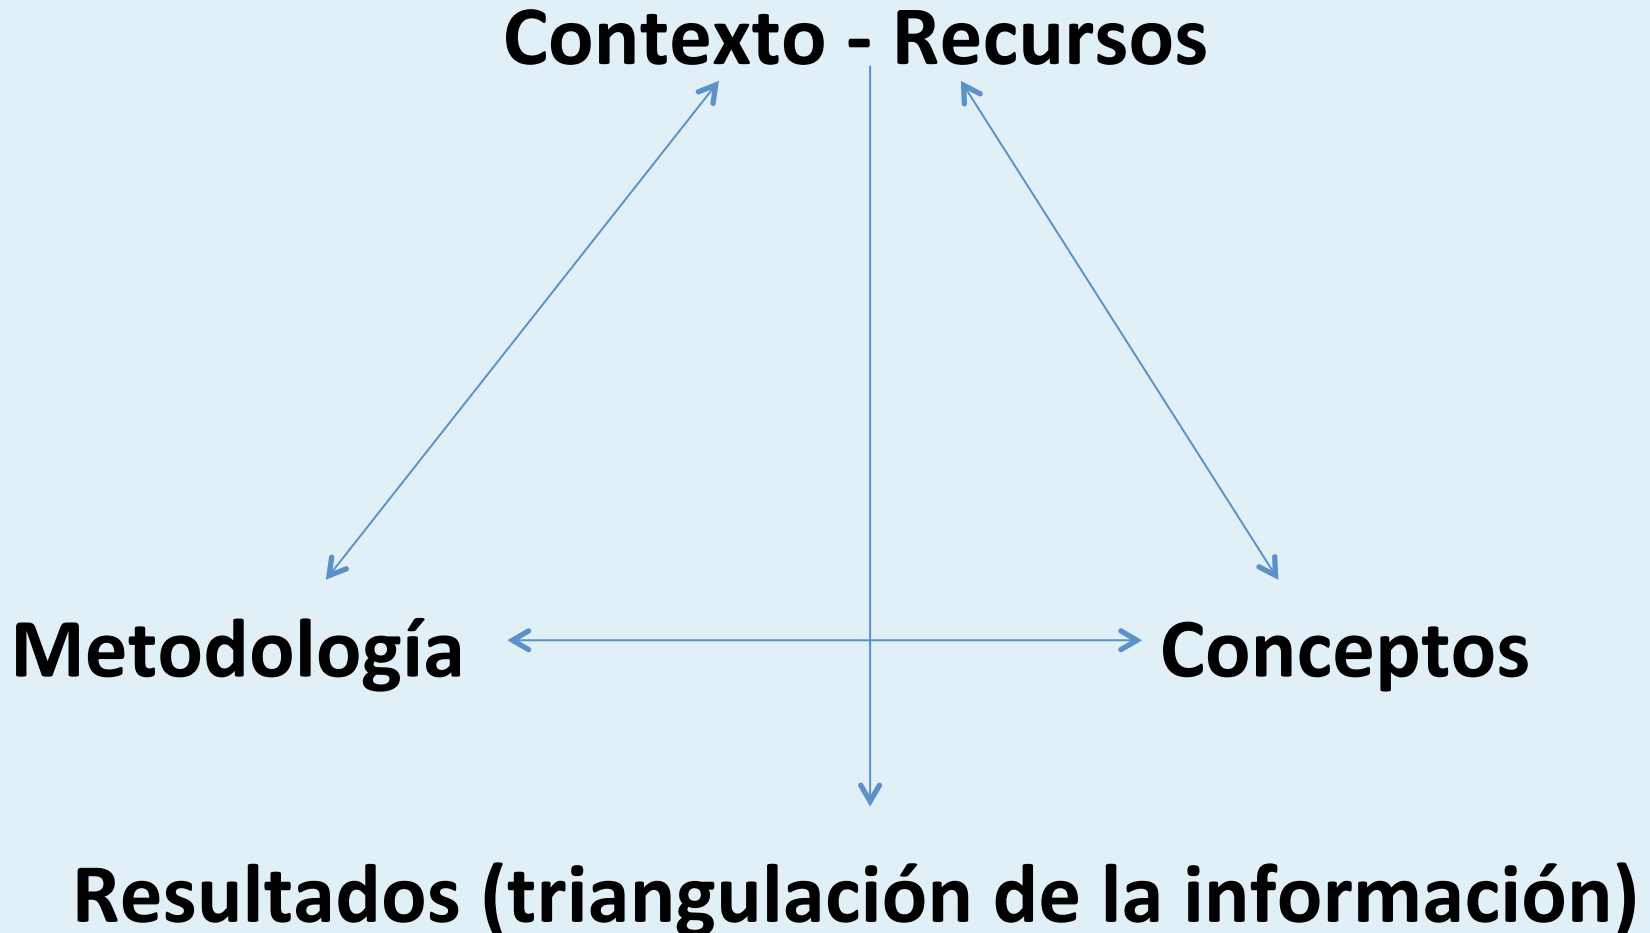 Contexto - Recursos
Metodología
Conceptos
Resultados (triangulación de la información)